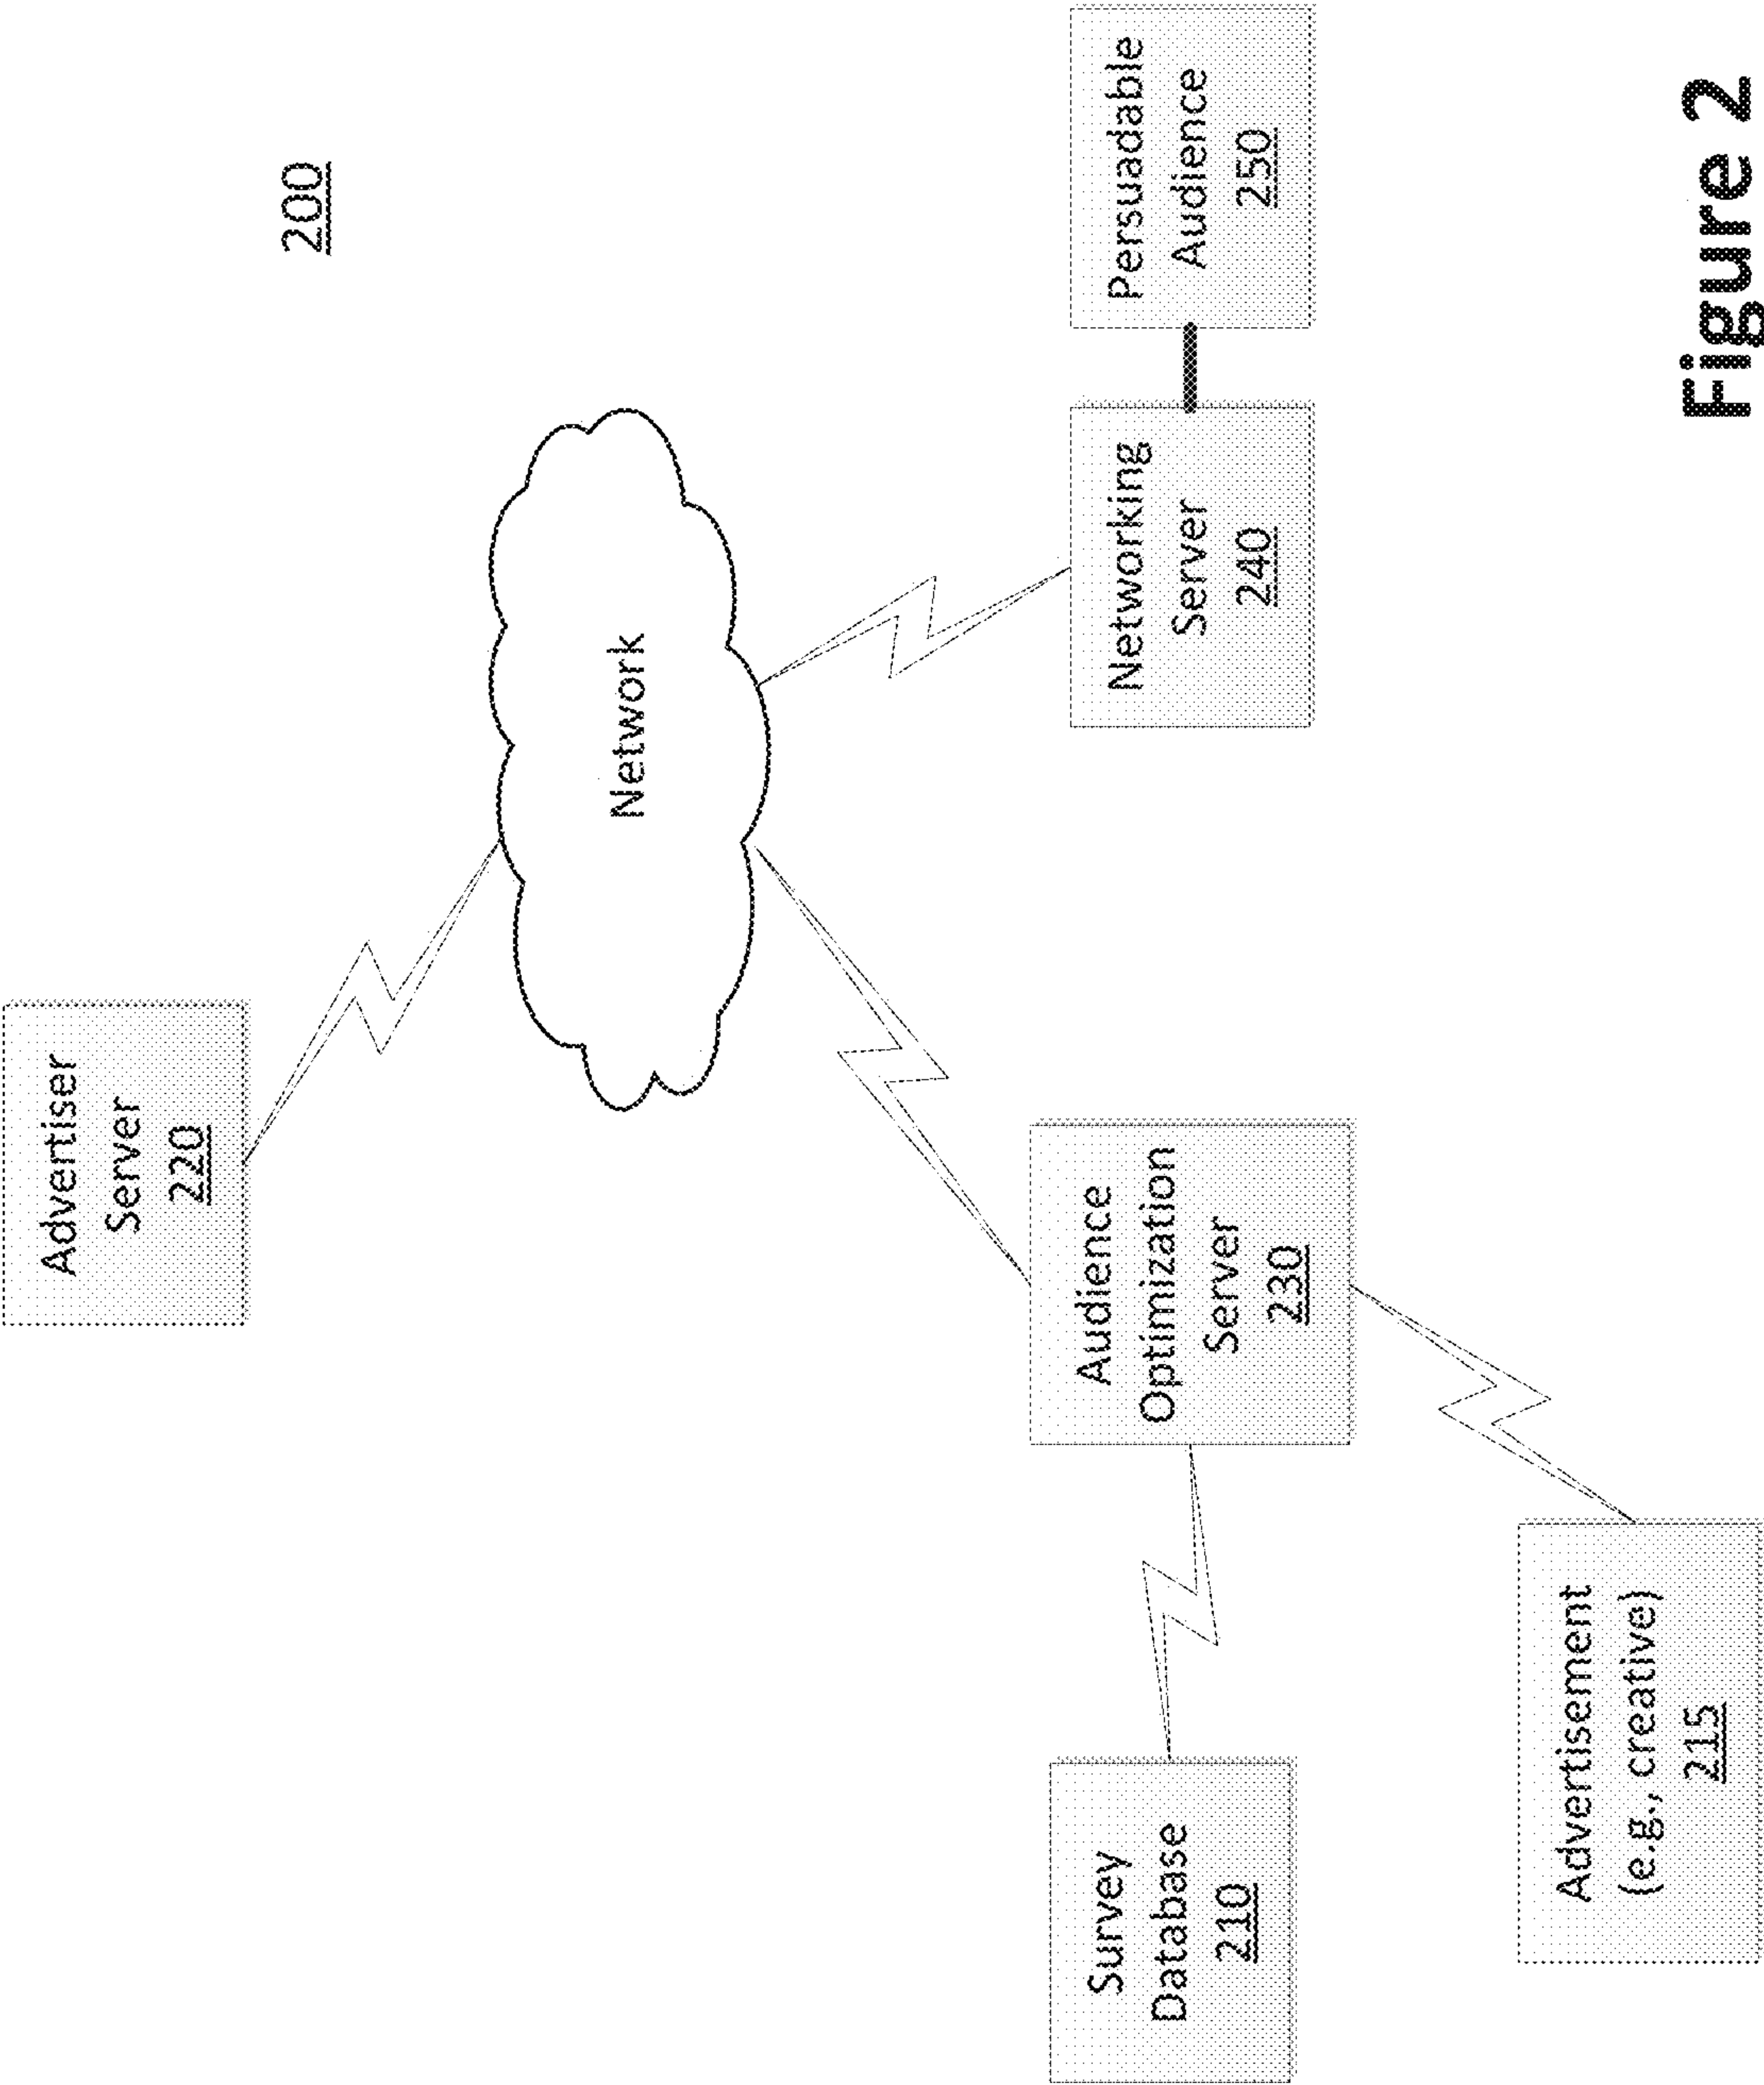 200
Advertiser
Server
220
Network
Audience
Optimization
Server
230
Networking
Server
240
Persuadable
Audience
250
Survey
Database
210
Advertisement
(e.g., creative)
215
Figure 2